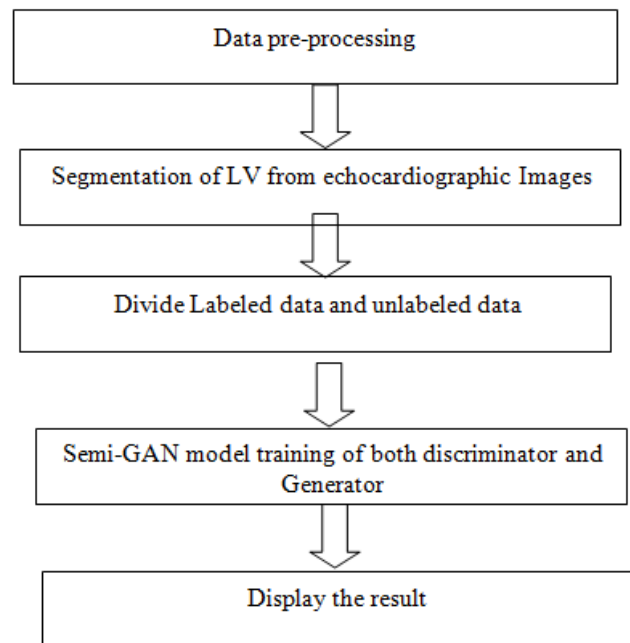 Data pre-processing
Segmentation of LV from echocardiographic Images
Divide Labeled data and unlabeled data
Semi-GAN model training of both discriminator and
Generator
Display the result